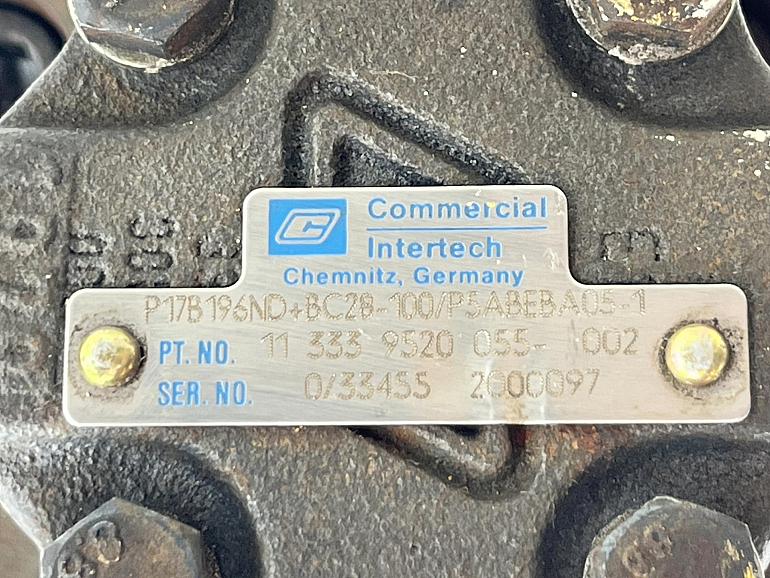 Commercial
Intertech
Chemnitz, Germany
P17B196ND+BC28-100/P5ABEBA05-1
PT. NO. 11 333 9520 055- 1002
SER. NO. 0/33455 2000097